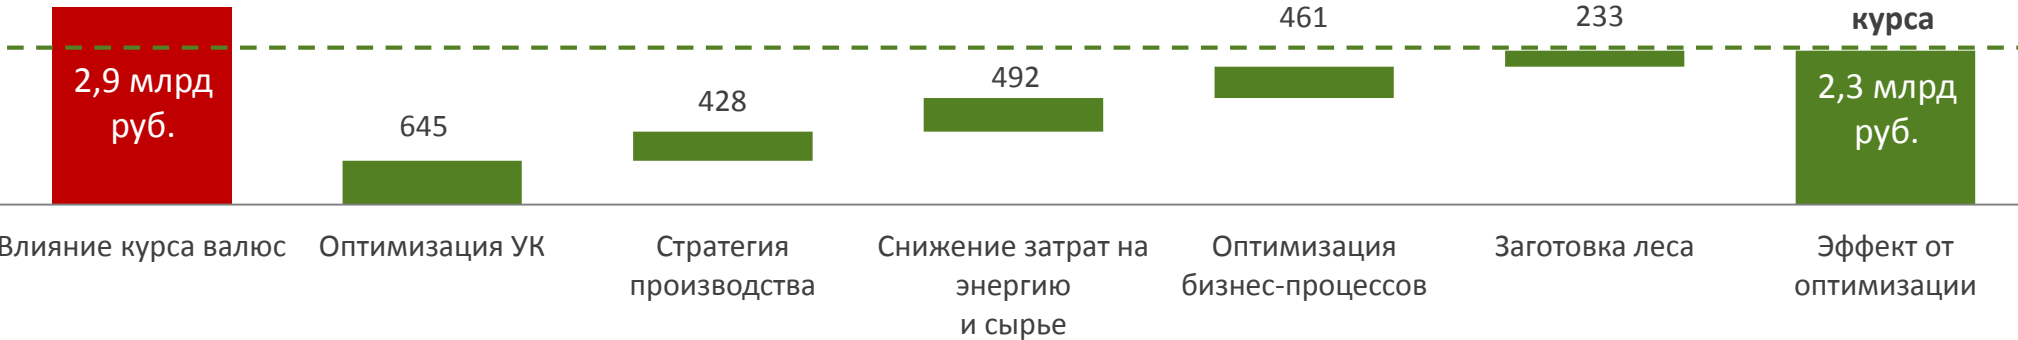 461
233
курса
2,9 млрд
руб.
645
428
492
2,3 млрд
руб.
Влияние курса валюс
Оптимизация УК
Стратегия
производства
Снижение затрат на
энергию
и сырье
Оптимизация
бизнес-процессов
Заготовка леса
Эффект от
оптимизации